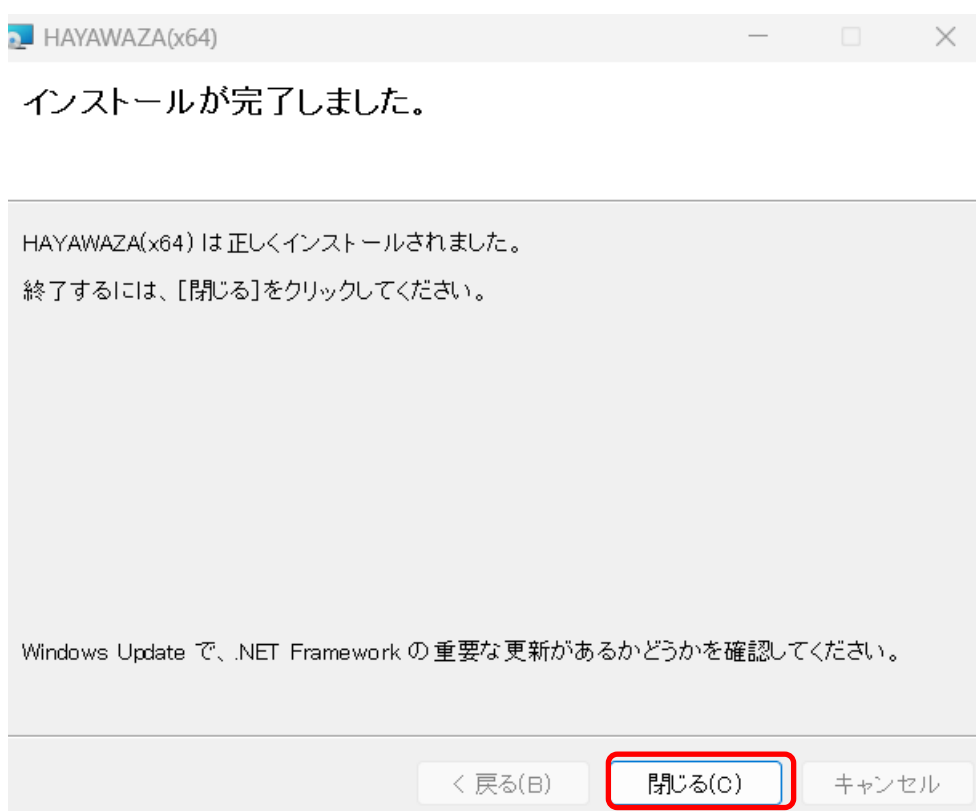 HAYAWAZA(x64)
インストールが完了しました。
HAYAWAZA(x64) は正しくインストールされました。
終了するには、[閉じる]をクリックしてください。
Windows Update で、.NET Framework の重要な更新があるかどうかを確認してください。
< 戻る(B) 閉じる(C) キャンセル